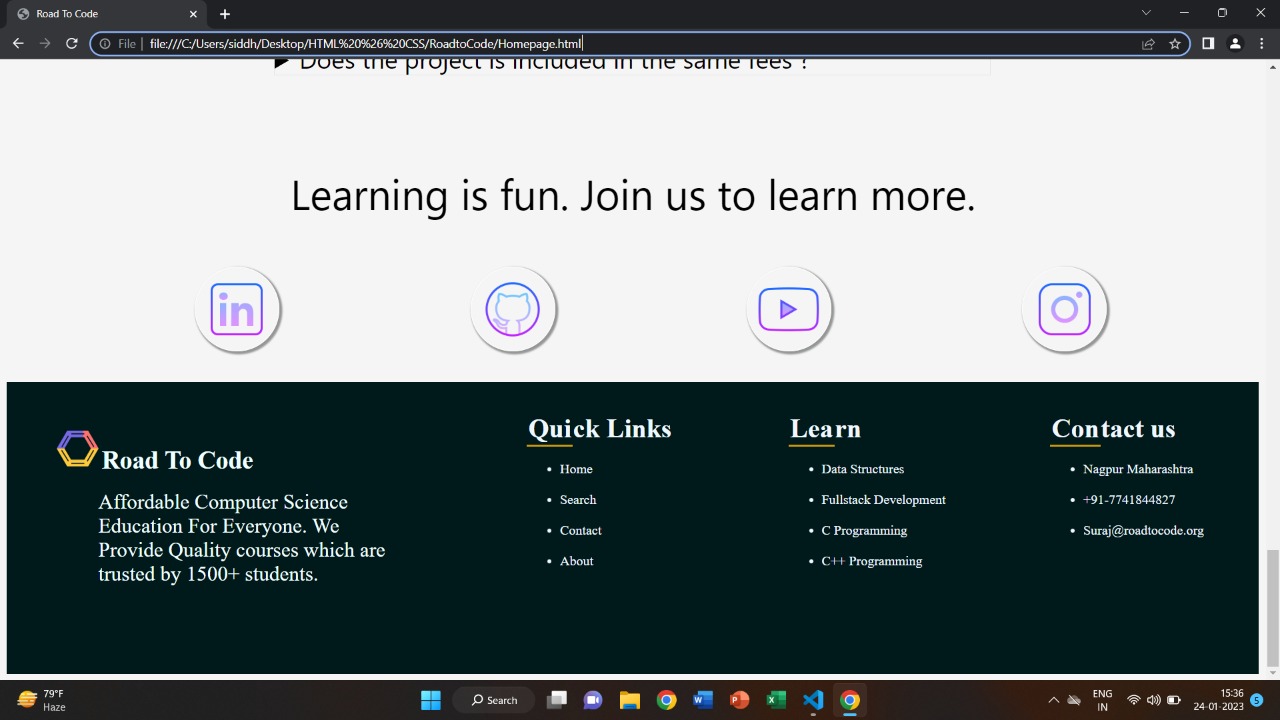 Road To Code
File
file:///C:/Users/siddh/Desktop/HTML%20%26%20CSS/RoadtoCode/Homepage.html
Does the project is included in the same fees ?
Learning is fun. Join us to learn more.
in
Road To Code
Affordable Computer Science
Education For Everyone. We
Provide Quality courses which are
trusted by 1500+ students.
Quick Links
Home
Search
Contact
About
Learn
Data Structures
Fullstack Development
C Programming
C++ Programming
Contact us
Nagpur Maharashtra
+91-7741844827
Suraj@roadtocode.org
79°F
Haze
Search
ENG
IN
15:36
24-01-2023
5